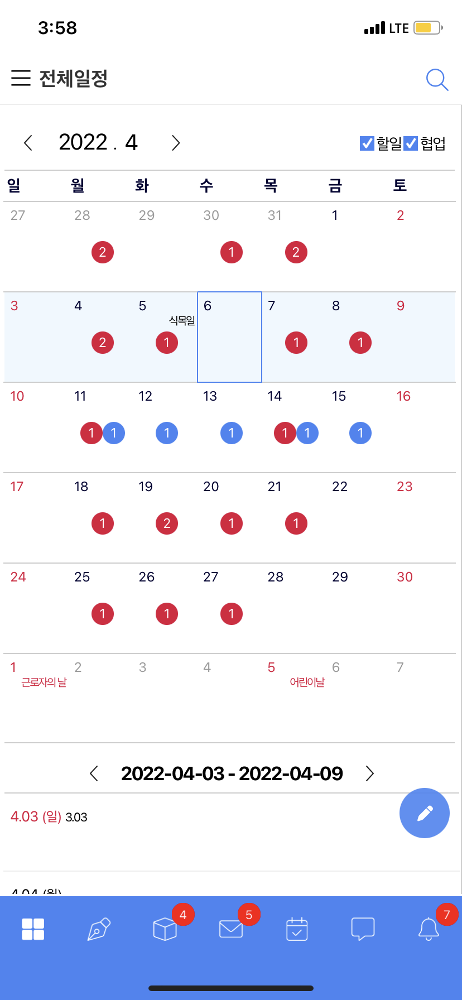 3:58 LTE
전체일정
2022 . 4 할일 협업
일 월 화 수 목 금 토
27 28 29 30 31 1 2
2 1 2
3 4 5 6 7 8 9
식목일
2 1 1 1
10 11 12 13 14 15 16
1 1 1 1 1 1 1
17 18 19 20 21 22 23
1 2 1 1
24 25 26 27 28 29 30
1 1 1
1 2 3 4 5 6 7
근로자의 날 어린이날
2022-04-03 - 2022-04-09
4.03 (일) 3.03
4.04 (월)
4 5 7